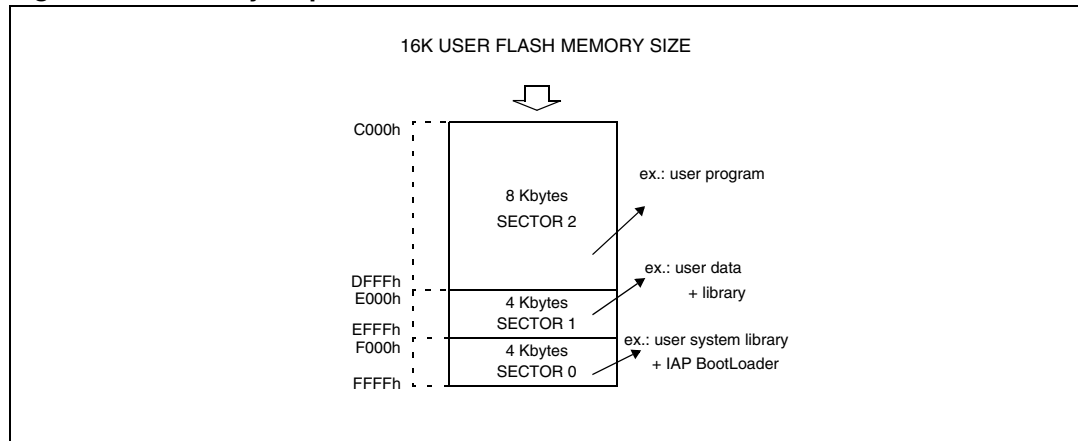 16K USER FLASH MEMORY SIZE
C000h
8 Kbytes
SECTOR 2
ex.: user program
DFFFh
E000h
4 Kbytes
SECTOR 1
ex.: user data
+ library
EFFFh
F000h
4 Kbytes
SECTOR 0
ex.: user system library
+ IAP BootLoader
FFFFh